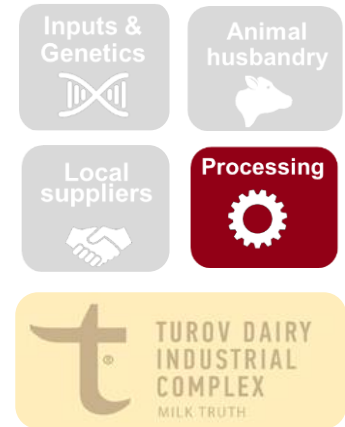 Inputs &
Genetics
Animal
husbandry
Local
suppliers
Processing
t ®
TUROV DAIRY
INDUSTRIAL
COMPLEX
MILK TRUTH